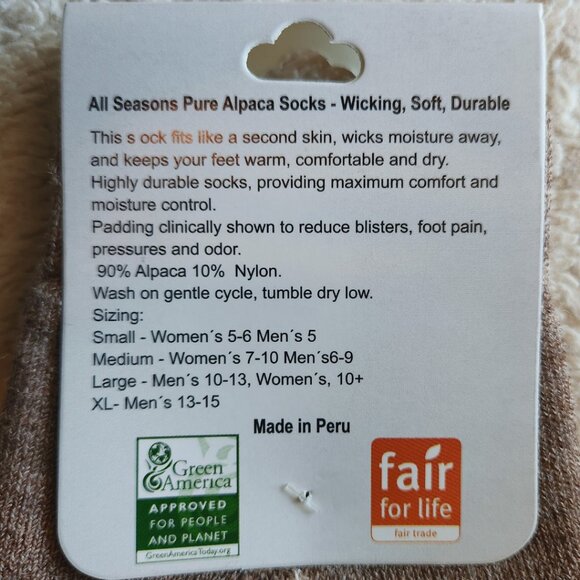 All Seasons Pure Alpaca Socks - Wicking, Soft, Durable
This s ock fits like a second skin, wicks moisture away,
and keeps your feet warm, comfortable and dry.
Highly durable socks, providing maximum comfort and
moisture control.
Padding clinically shown to reduce blisters, foot pain,
pressures and odor.
90% Alpaca 10% Nylon.
Wash on gentle cycle, tumble dry low.
Sizing:
Small - Women´s 5-6 Men´s 5
Medium - Women´s 7-10 Men´s6-9
Large - Men´s 10-13, Women´s, 10+
XL- Men´s 13-15
Made in Peru
Green
America
APPROVED
FOR PEOPLE
AND PLANET
GreenAmericaToday.org
fair
for life
fair trade